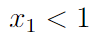 x₁ < 1